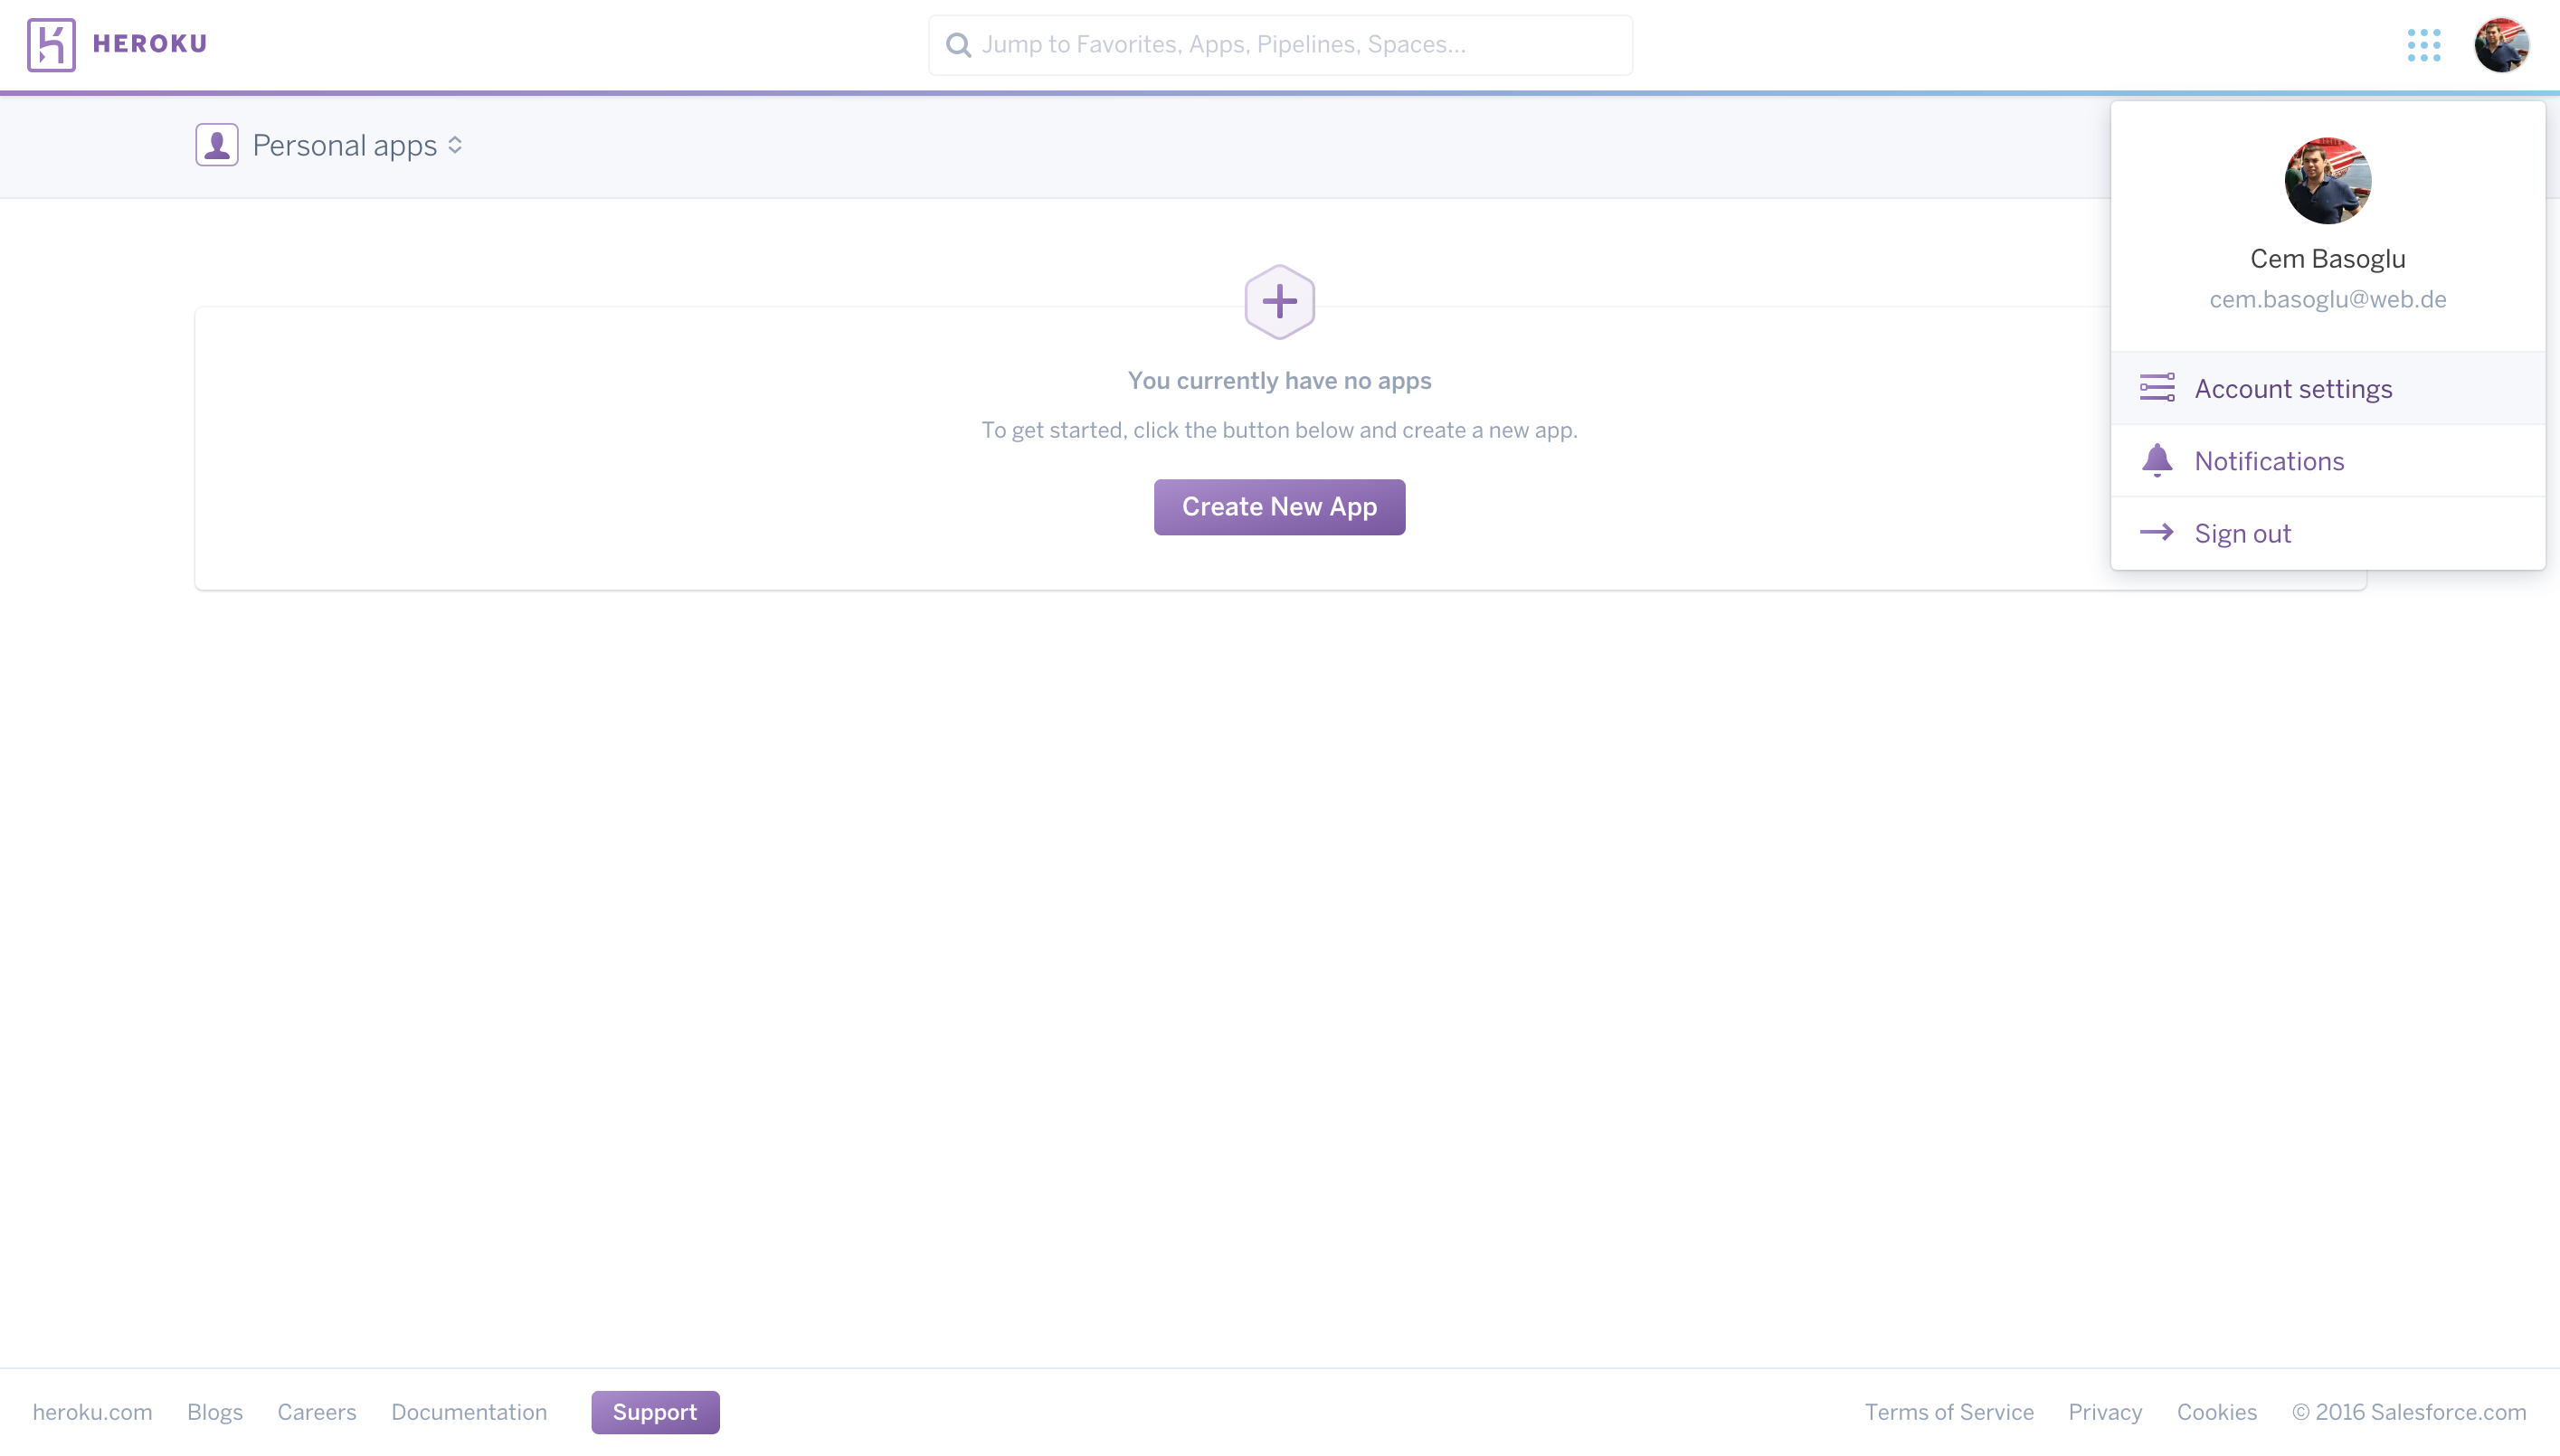 HEROKU
Jump to Favorites, Apps, Pipelines, Spaces...
Personal apps
Cem Basoglu
cem.basoglu@web.de
Account settings
Notifications
Sign out
You currently have no apps
To get started, click the button below and create a new app.
Create New App
heroku.com Blogs Careers Documentation Support Terms of Service Privacy Cookies © 2016 Salesforce.com